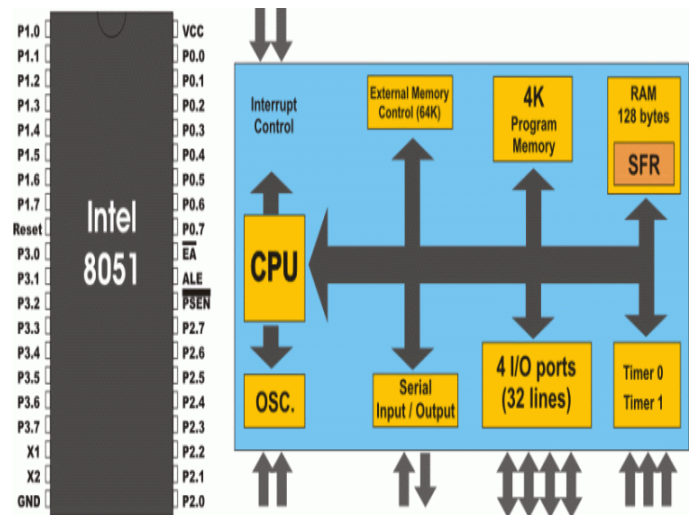 P1.0
P1.1
P1.2
P1.3
P1.4
P1.5
P1.6
P1.7
Reset
P3.0
P3.1
P3.2
P3.3
P3.4
P3.5
P3.6
P3.7
X1
X2
GND
Intel
8051
VCC
P0.0
P0.1
P0.2
P0.3
P0.4
P0.5
P0.6
P0.7
EA
ALE
PSEN
P2.7
P2.6
P2.5
P2.4
P2.3
P2.2
P2.1
P2.0
Interrupt
Control
External Memory
Control (64K)
4K
Program
Memory
RAM
128 bytes
SFR
CPU
OSC.
Serial
Input / Output
4 I/O ports
(32 lines)
Timer 0
Timer 1